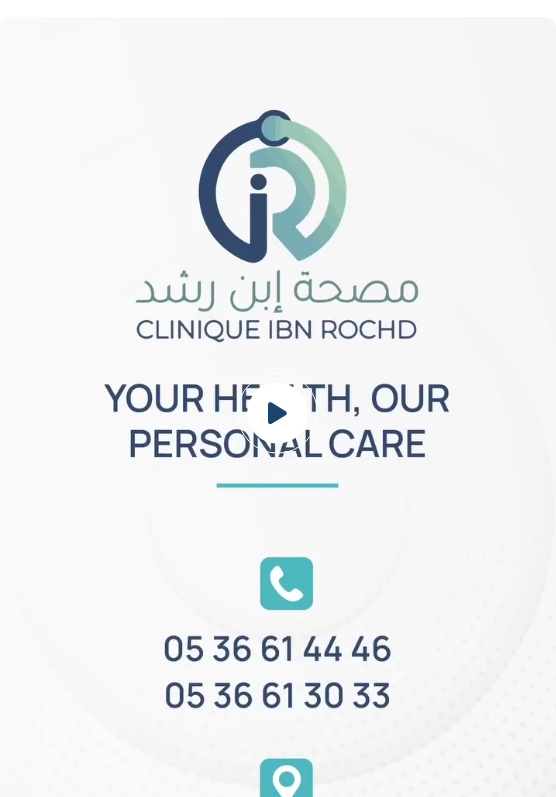 مصحة إبن رشد
CLINIQUE IBN ROCHD
YOUR HEALTH, OUR
PERSONAL CARE
05 36 61 44 46
05 36 61 30 33